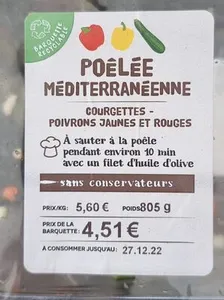 BARQUETTE
RECYCLABLE
POÊLÉE
MÉDITERRANÉENNE
COURGETTES -
POIVRONS JAUNES ET ROUGES
À sauter à la poêle
pendant environ 10 min
avec un filet d'huile d'olive
sans conservateurs
PRIX/KG: 5,60 € POIDS 805 g
PRIX DE LA
BARQUETTE: 4,51€
À CONSOMMER JUSQU'AU: 27.12.22